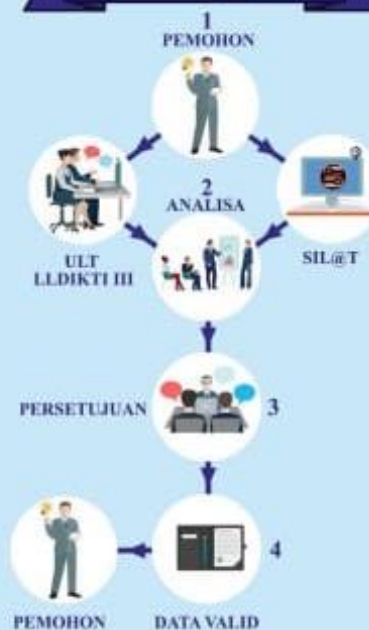 1
PEMOHON
2
ANALISA
ULT
LLDIKTI III
SIL@T
PERSETUJUAN
3
4
PEMOHON
DATA VALID